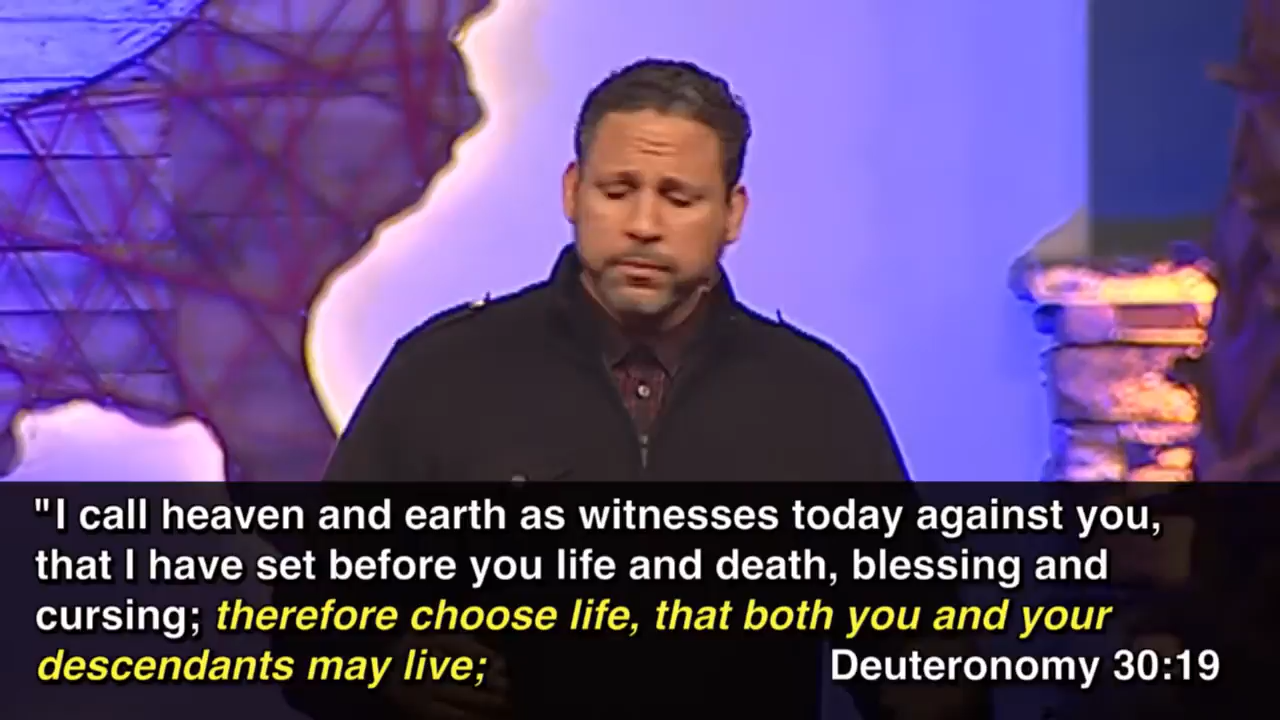 "I call heaven and earth as witnesses today against you,
that I have set before you life and death, blessing and
cursing; therefore choose life, that both you and your
descendants may live; Deuteronomy 30:19